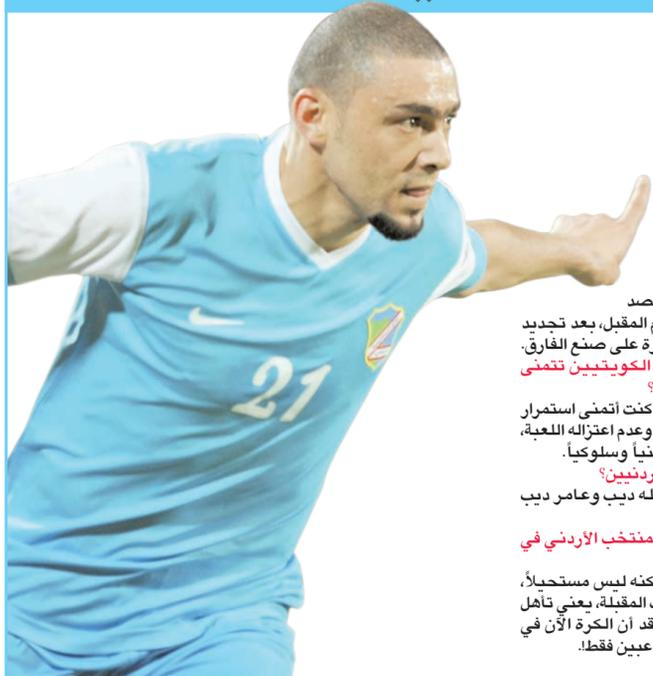 21
صد
المقبل، بعد تجديد
رة على صنع الفارق.
الكويتيين تتمنى
؟
كنت أتمنى استمرار
وعدم اعتزاله اللعبة،
نياً وسلوكياً.
ردنيين؟
لله ديب وعامر ديب
منتخب الأردني في
كنه ليس مستحيلاً،
المقبلة، يعني تأهل
قد أن الكرة الآن في
عبين فقط!.